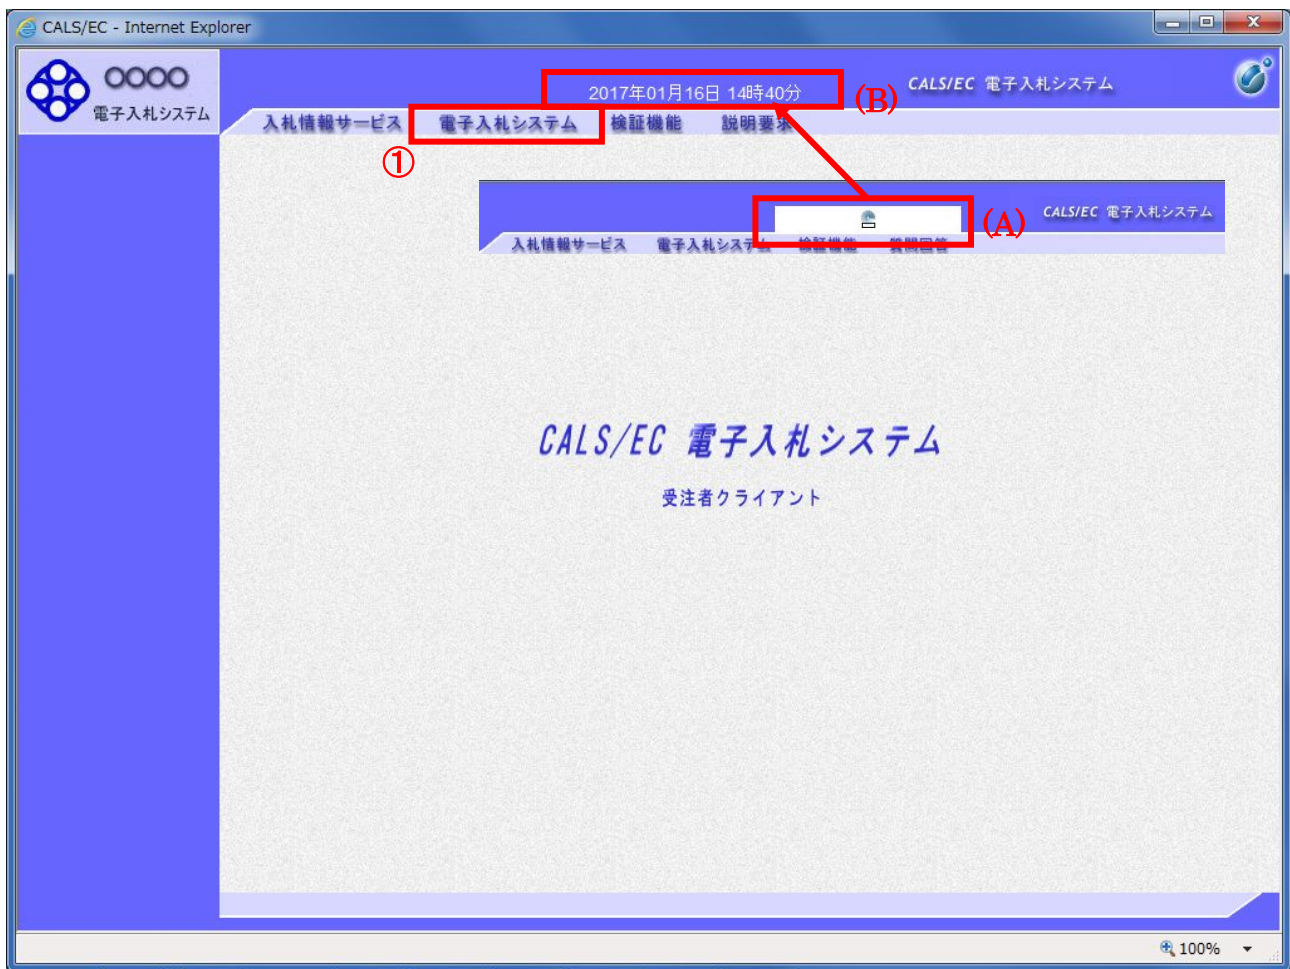 CALS/EC - Internet Explorer
〇〇〇〇
電子入札システム
2017年01月16日 14時40分
(B)
CALS/EC 電子入札システム
入札情報サービス 電子入札システム 検証機能 説明要求
①
(A)
CALS/EC 電子入札システム
入札情報サービス 電子入札システム 検証機能 質問回答
CALS/EC 電子入札システム
受注者クライアント
100%